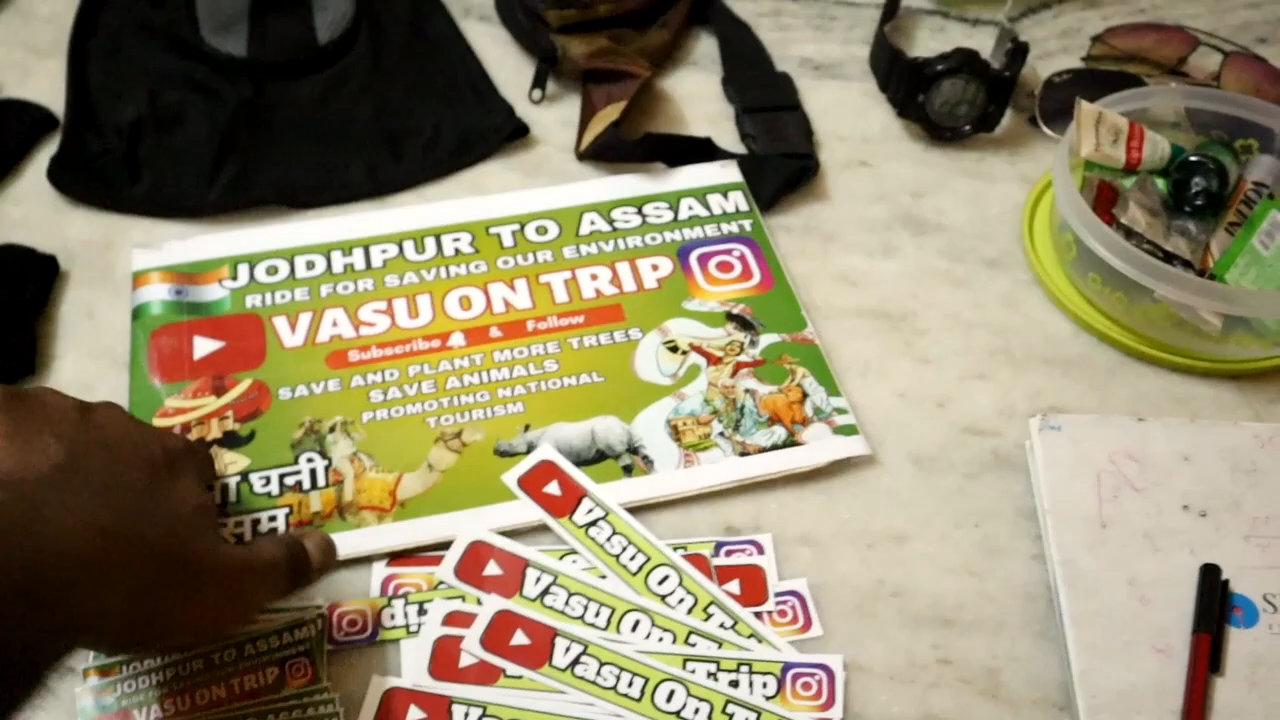 JODHPUR TO ASSAM
RIDE FOR SAVING OUR ENVIRONMENT
VASU ON TRIP
Subscribe & Follow
SAVE AND PLANT MORE TREES
SAVE ANIMALS
PROMOTING NATIONAL
TOURISM
घनी
Vasu On
Vasu On
Vasu On
Trip
JODHPUR TO ASSAM
VASU ON TRIP